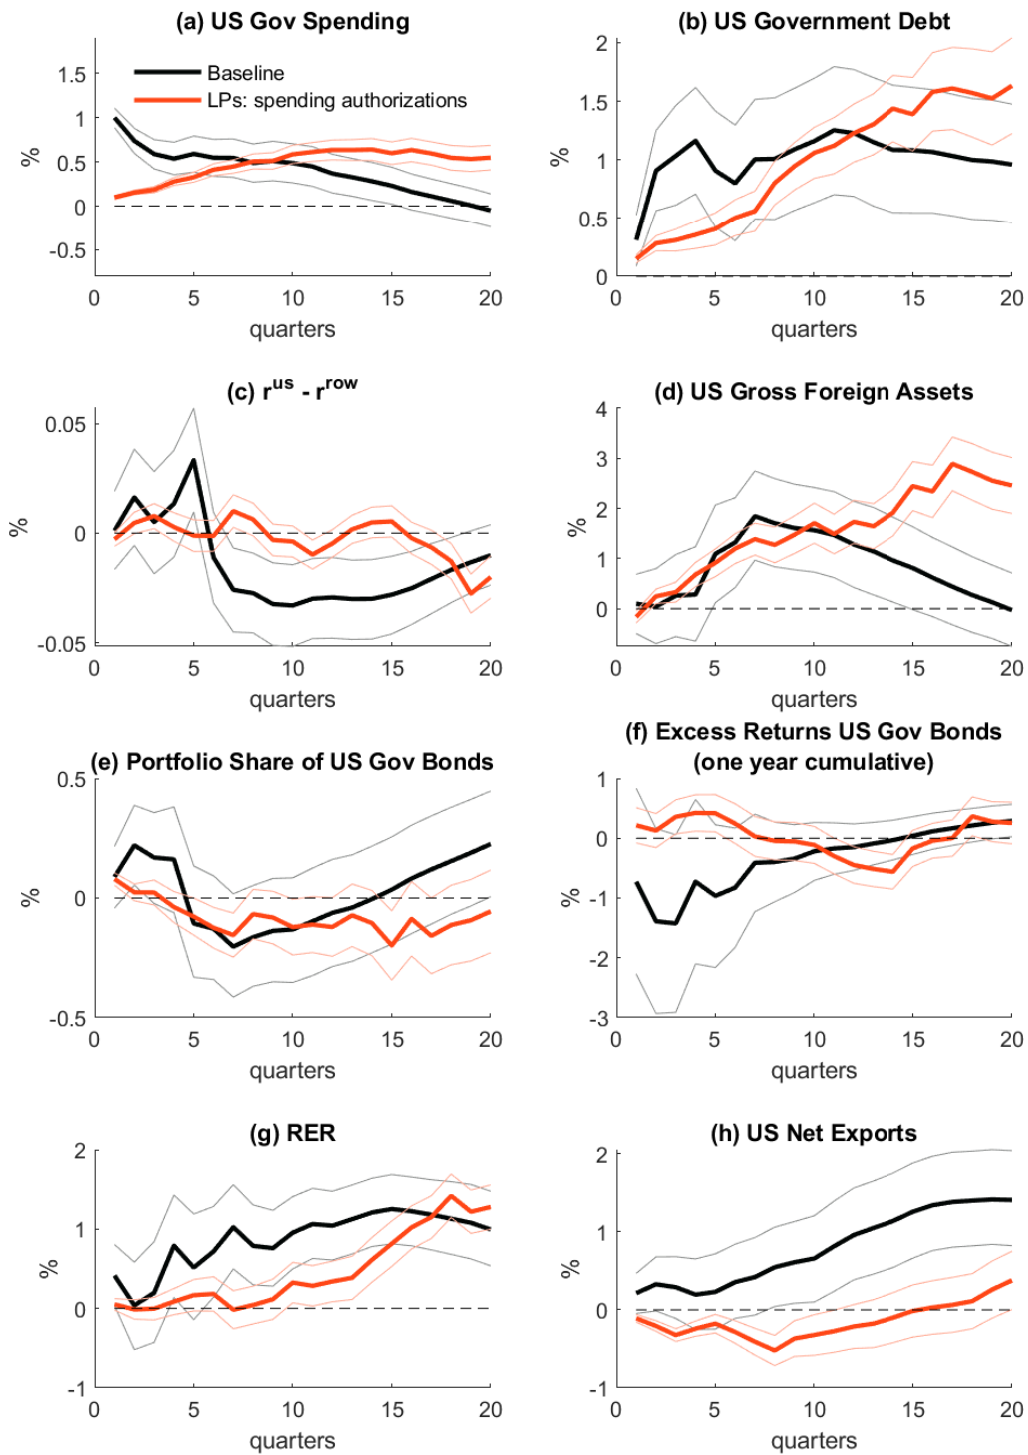 (a) US Gov Spending
1.5
1
0.5
0
-0.5
%
Baseline
LPs: spending authorizations
0 5 10 15 20
quarters
(b) US Government Debt
2
1.5
1
0.5
0
%
0 5 10 15 20
quarters
(c) r^us - r^row
0.05
0
-0.05
%
0 5 10 15 20
quarters
(d) US Gross Foreign Assets
4
3
2
1
0
%
0 5 10 15 20
quarters
(e) Portfolio Share of US Gov Bonds
0.5
0
-0.5
%
0 5 10 15 20
quarters
(f) Excess Returns US Gov Bonds
(one year cumulative)
1
0
-1
-2
-3
%
0 5 10 15 20
quarters
(g) RER
2
1
0
-1
%
0 5 10 15 20
quarters
(h) US Net Exports
2
1
0
-1
%
0 5 10 15 20
quarters